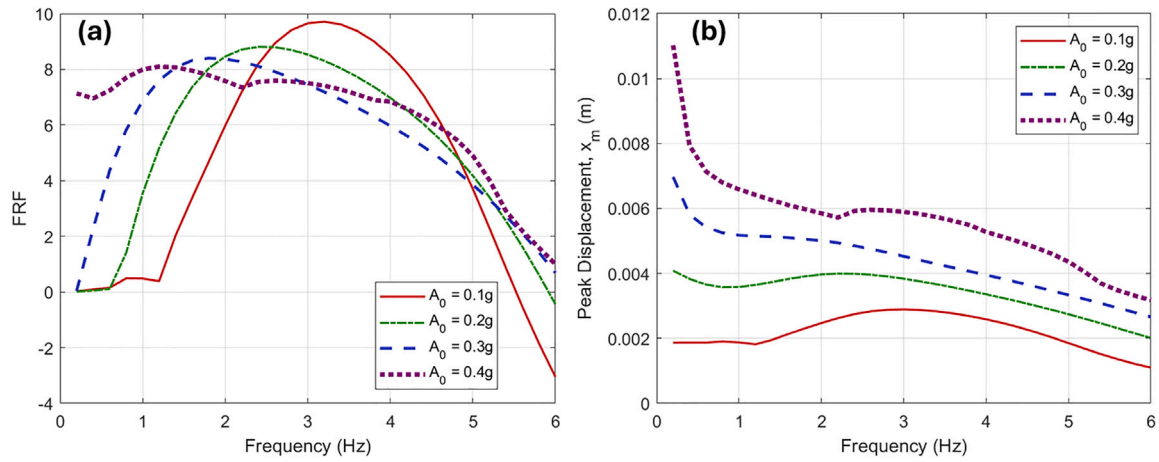 (a)
10
8
6
4
2
0
-2
-4
FRF
0
1
2
3
4
5
6
Frequency (Hz)
A0 = 0.1g
A0 = 0.2g
A0 = 0.3g
A0 = 0.4g
(b)
0.012
0.01
0.008
0.006
0.004
0.002
0
Peak Displacement, xm (m)
0
1
2
3
4
5
6
Frequency (Hz)
A0 = 0.1g
A0 = 0.2g
A0 = 0.3g
A0 = 0.4g